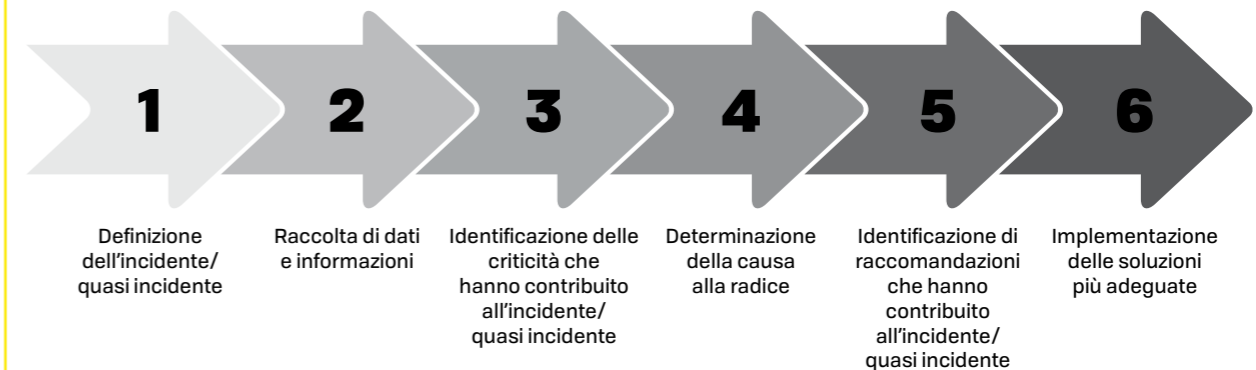 1
2
3
4
5
6
Definizione
dell'incidente/
quasi incidente
Raccolta di dati
e informazioni
Identificazione delle
criticità che
hanno contribuito
all'incidente/
quasi incidente
Determinazione
della causa
alla radice
Identificazione di
raccomandazioni
che hanno
contribuito
all'incidente/
quasi incidente
Implementazione
delle soluzioni
più adeguate